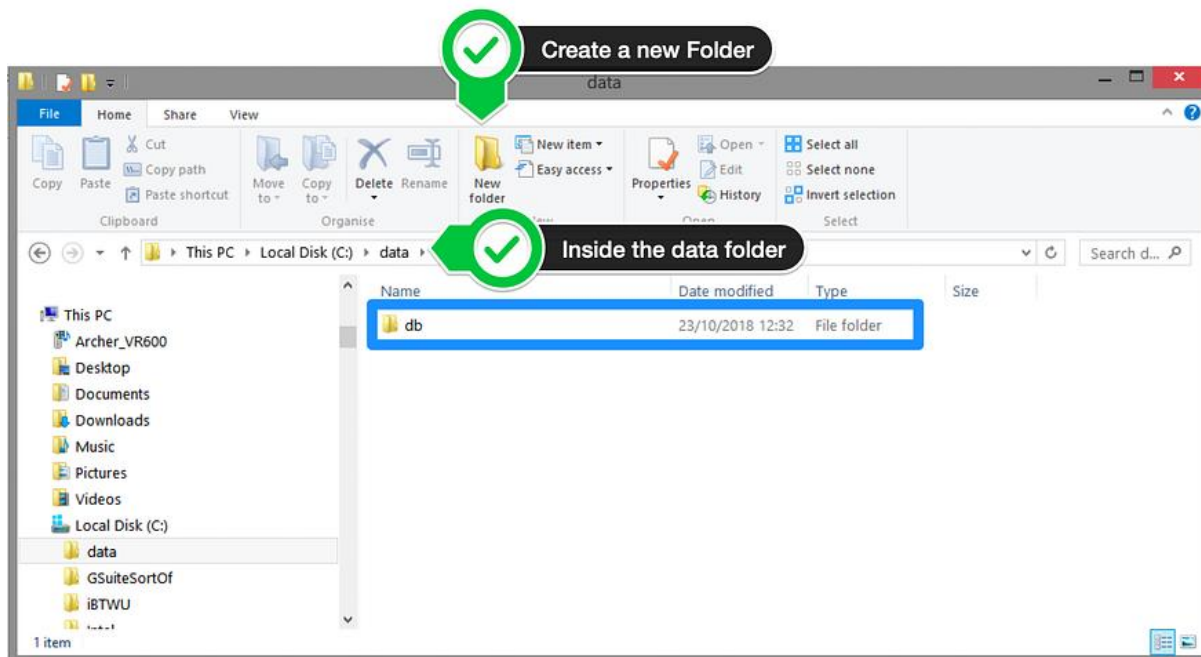 Create a new Folder
data
File Home Share View
Copy
Paste
Cut
Copy path
Paste shortcut
Move to
Copy to
Delete
Rename
New folder
New item
Easy access
Properties
Open
Edit
History
Select all
Select none
Invert selection
Clipboard
Organise
New
Open
Select
This PC Local Disk (C:) data
Inside the data folder
Search d...
Name Date modified Type Size
db 23/10/2018 12:32 File folder
This PC
Archer_VR600
Desktop
Documents
Downloads
Music
Pictures
Videos
Local Disk (C:)
data
GSuiteSortOf
iBTWU
1 item